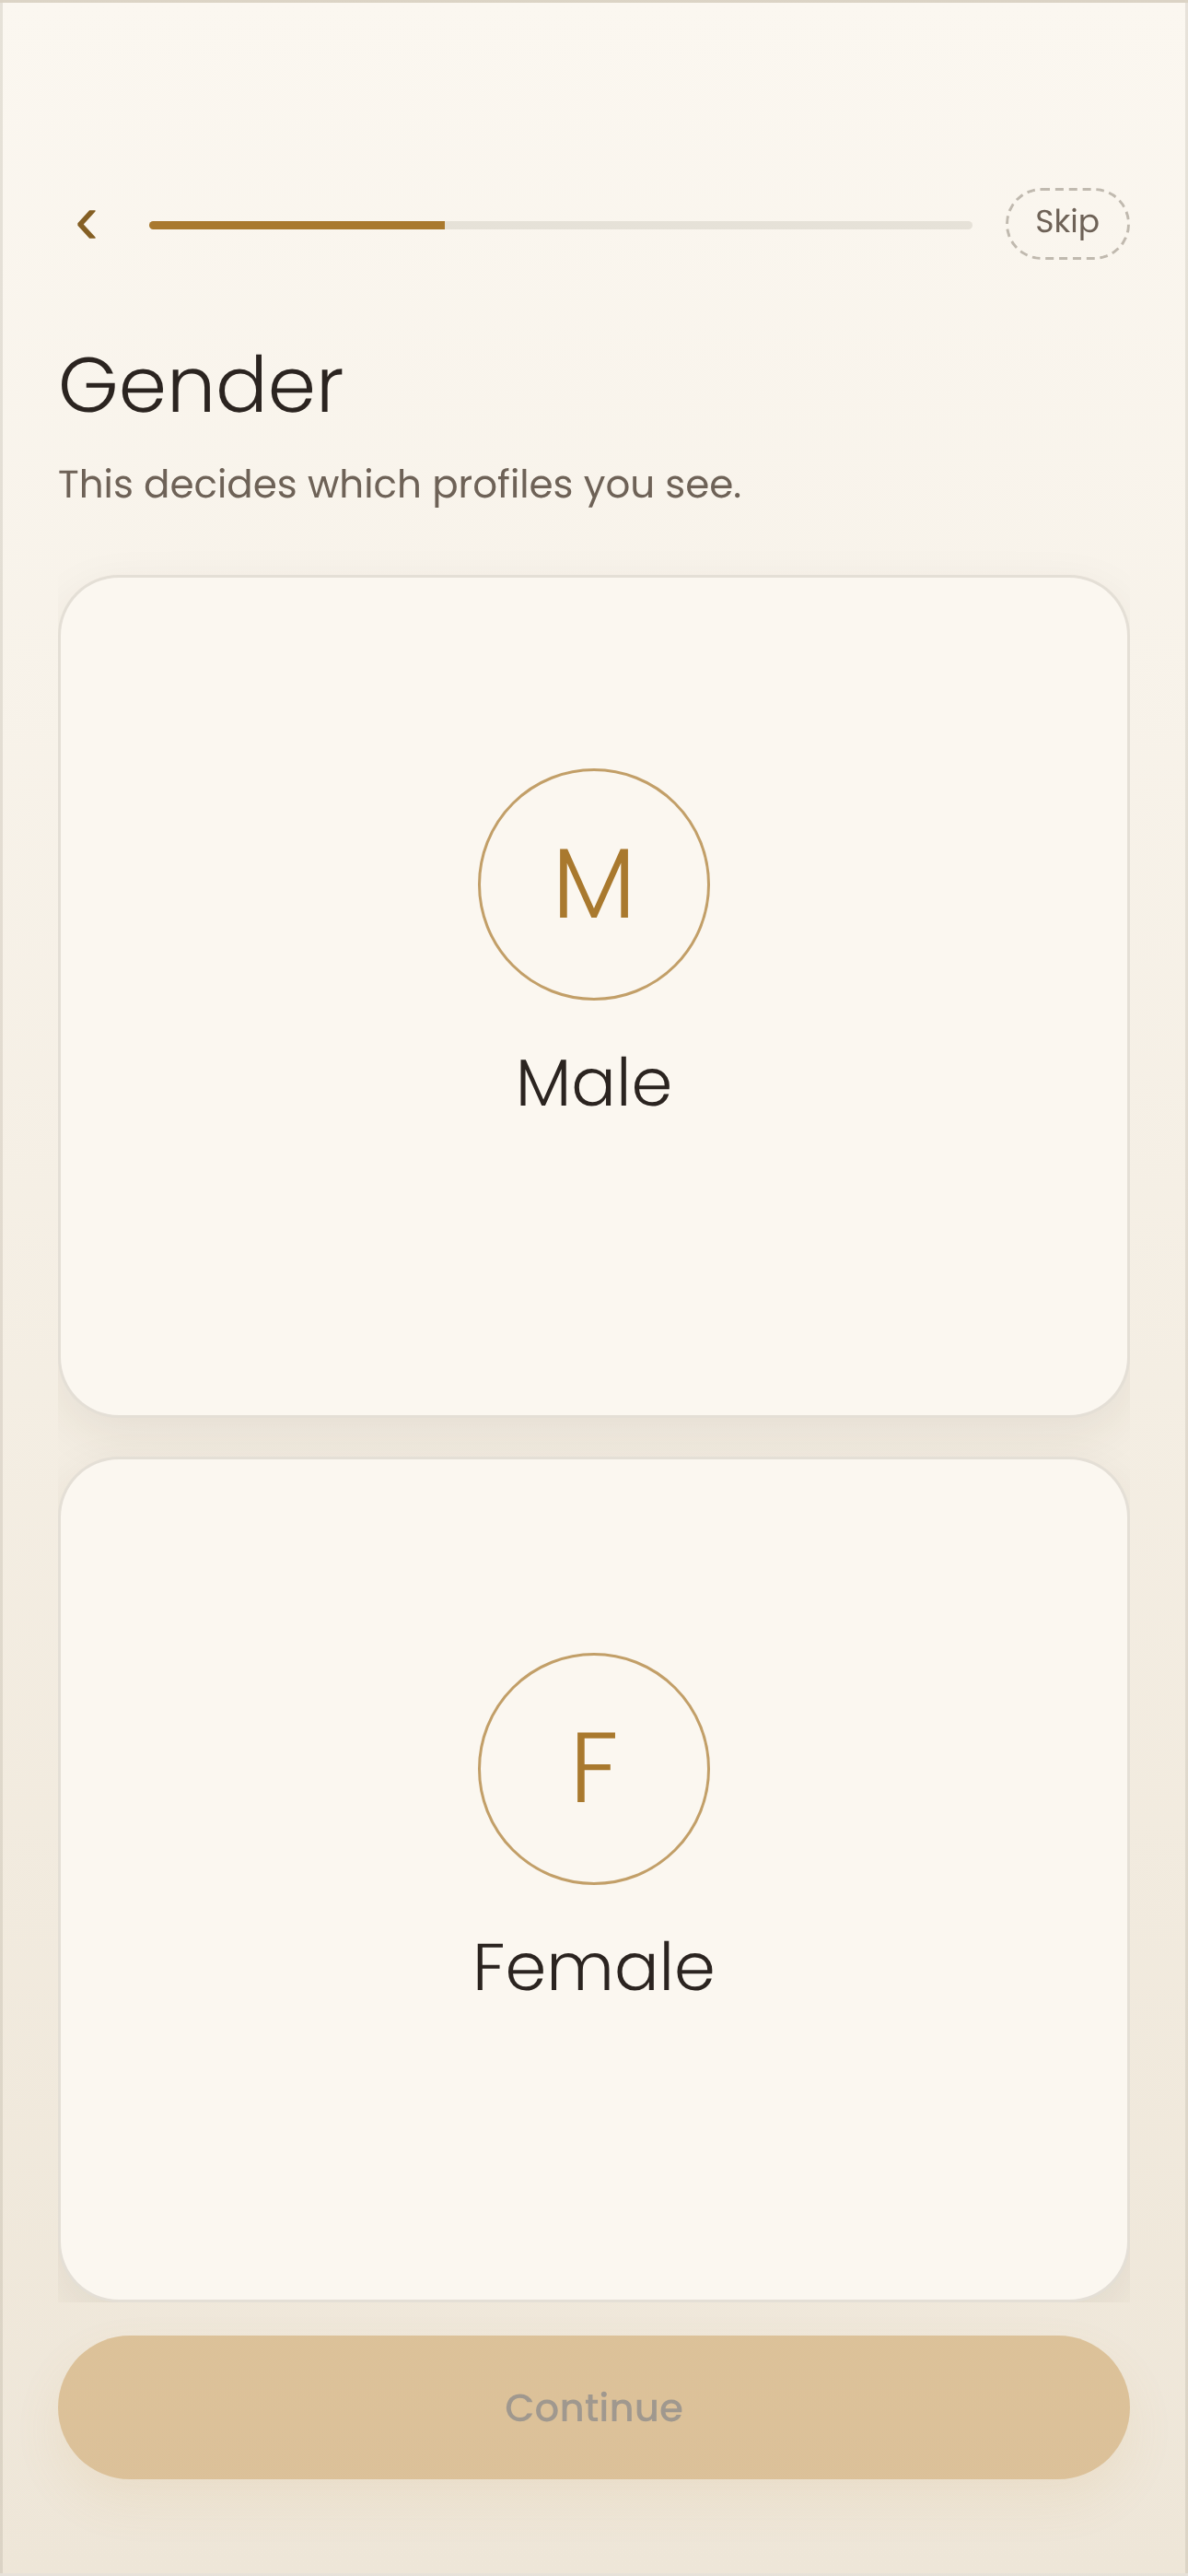 Skip
Gender
This decides which profiles you see.
M
Male
F
Female
Continue